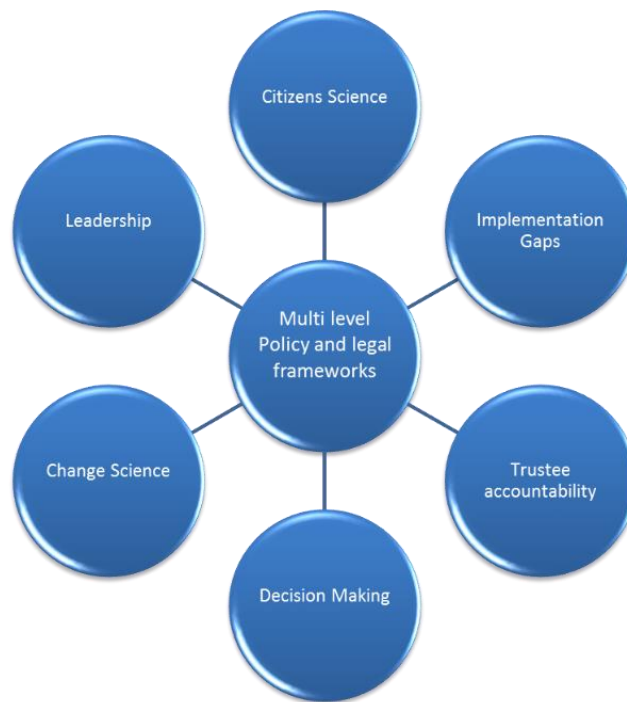 Citizens Science
Leadership
Implementation
Gaps
Multi level
Policy and legal
frameworks
Change Science
Trustee
accountability
Decision Making